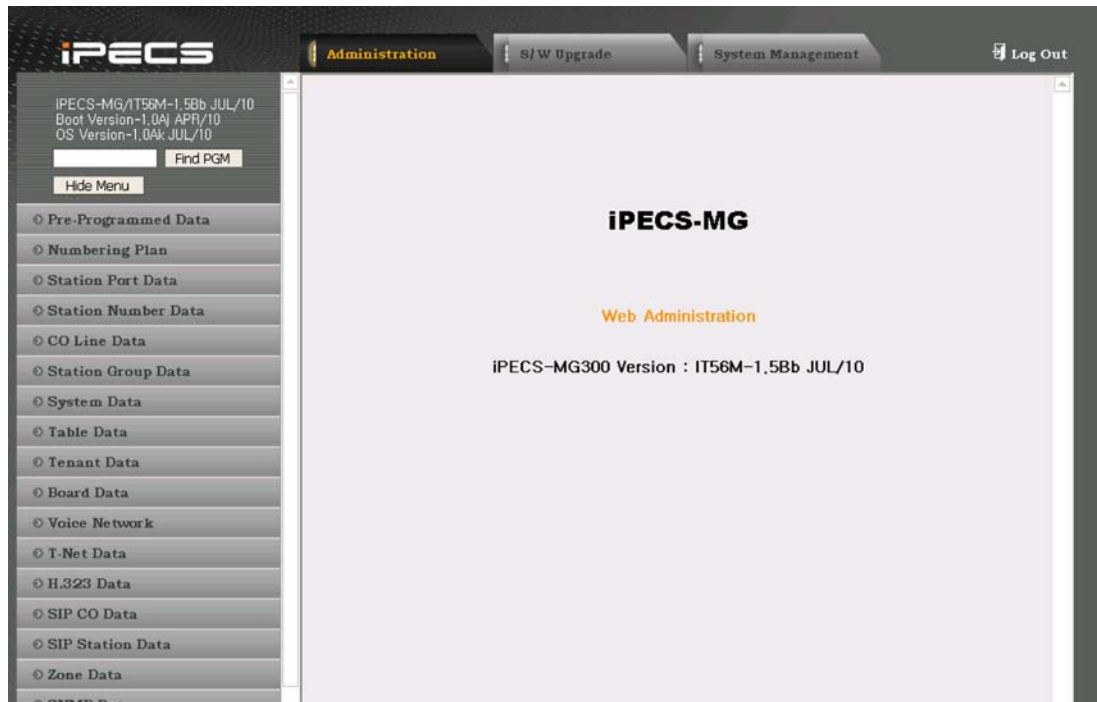 iPECS
Administration
S/W Upgrade
System Management
Log Out
iPECS-MG/IT56M-1,5Bb JUL/10
Boot Version-1,0Aj APR/10
OS Version-1,0Ak JUL/10
Find PGM
Hide Menu
Pre-Programmed Data
Numbering Plan
Station Port Data
Station Number Data
CO Line Data
Station Group Data
System Data
Table Data
Tenant Data
Board Data
Voice Network
T-Net Data
H.323 Data
SIP CO Data
SIP Station Data
Zone Data
iPECS-MG
Web Administration
iPECS-MG300 Version : IT56M-1,5Bb JUL/10